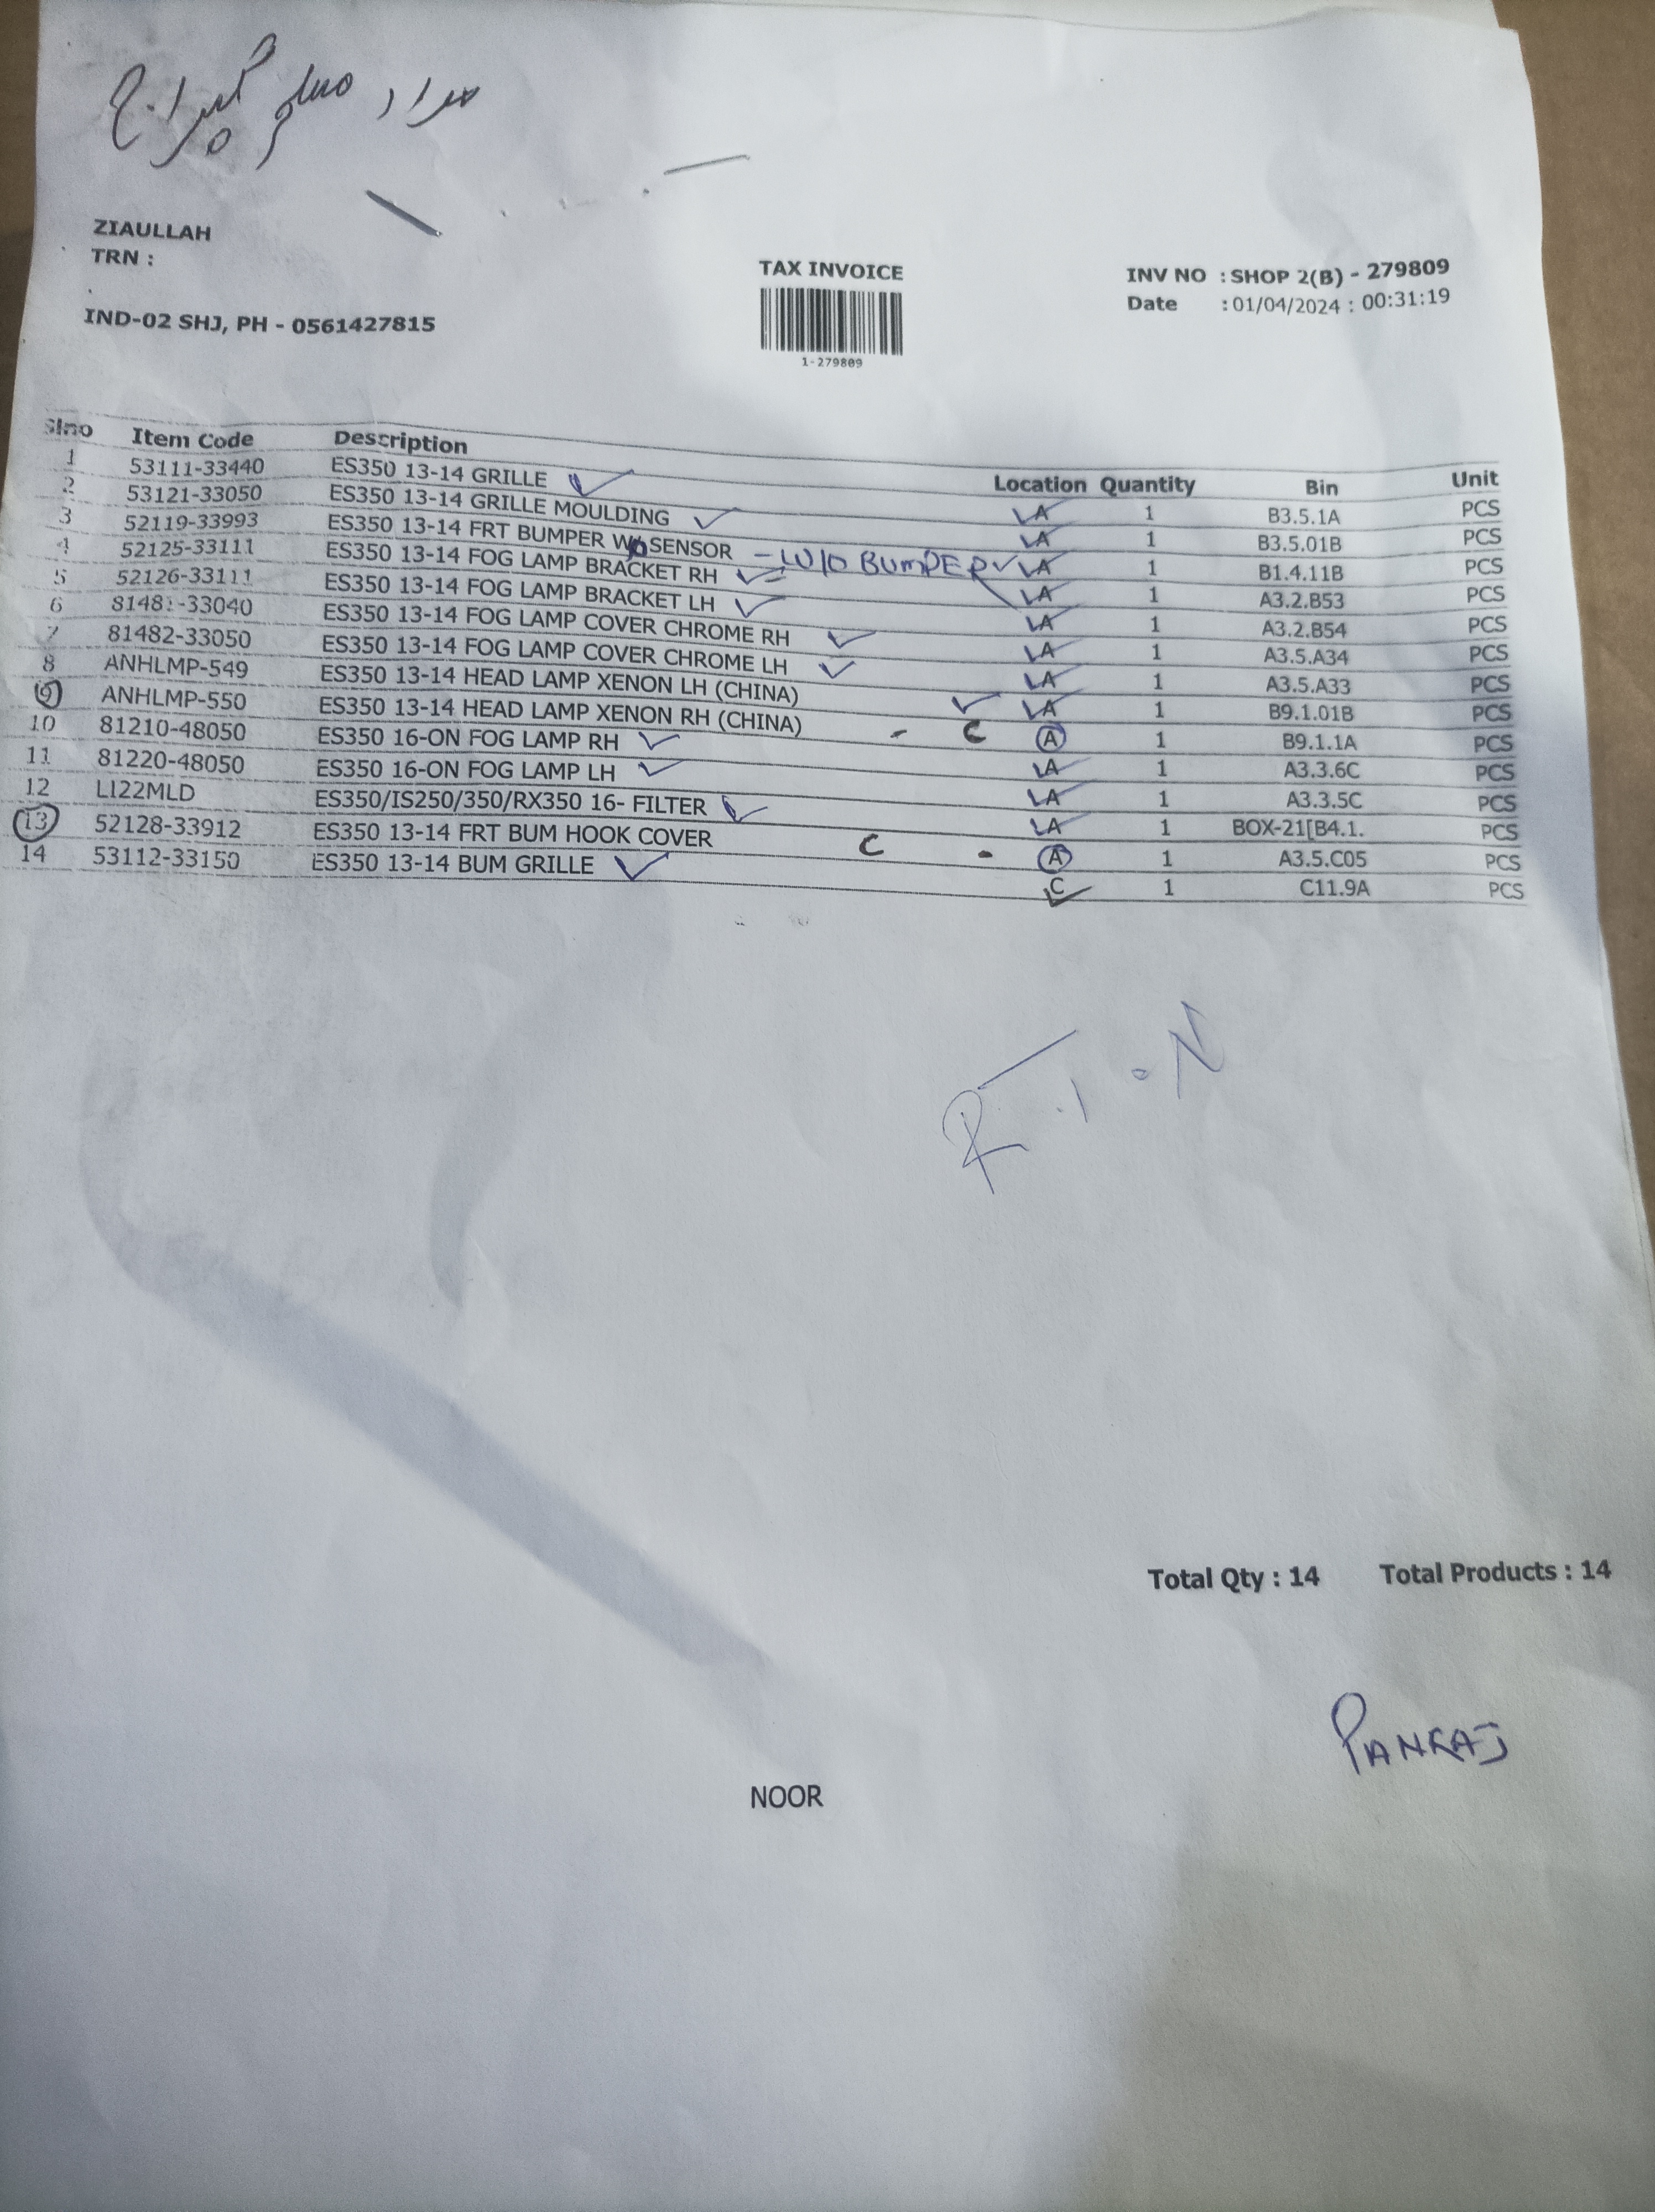 ZIAULLAH
TRN :
IND-02 SHJ, PH - 0561427815
TAX INVOICE
1-279809
INV NO : SHOP 2(B) - 279809
Date : 01/04/2024 : 00:31:19
Slno Item Code Description Location Quantity Bin Unit
1 53111-33440 ES350 13-14 GRILLE A 1 B3.5.1A PCS
2 53121-33050 ES350 13-14 GRILLE MOULDING A 1 B3.5.01B PCS
3 52119-33993 ES350 13-14 FRT BUMPER W/O SENSOR - W/O BUMPER A 1 B1.4.11B PCS
4 52125-33111 ES350 13-14 FOG LAMP BRACKET RH A 1 A3.2.B53 PCS
5 52126-33111 ES350 13-14 FOG LAMP BRACKET LH A 1 A3.2.B54 PCS
6 81481-33040 ES350 13-14 FOG LAMP COVER CHROME RH A 1 A3.5.A34 PCS
7 81482-33050 ES350 13-14 FOG LAMP COVER CHROME LH A 1 A3.5.A33 PCS
8 ANHLMP-549 ES350 13-14 HEAD LAMP XENON LH (CHINA) A 1 B9.1.01B PCS
9 ANHLMP-550 ES350 13-14 HEAD LAMP XENON RH (CHINA) - C A 1 B9.1.1A PCS
10 81210-48050 ES350 16-ON FOG LAMP RH A 1 A3.3.6C PCS
11 81220-48050 ES350 16-ON FOG LAMP LH A 1 A3.3.5C PCS
12 LI22MLD ES350/IS250/350/RX350 16- FILTER A 1 BOX-21[B4.1. PCS
13 52128-33912 ES350 13-14 FRT BUM HOOK COVER C - A 1 A3.5.C05 PCS
14 53112-33150 ES350 13-14 BUM GRILLE C 1 C11.9A PCS
Total Qty : 14 Total Products : 14
PANKAJ
NOOR